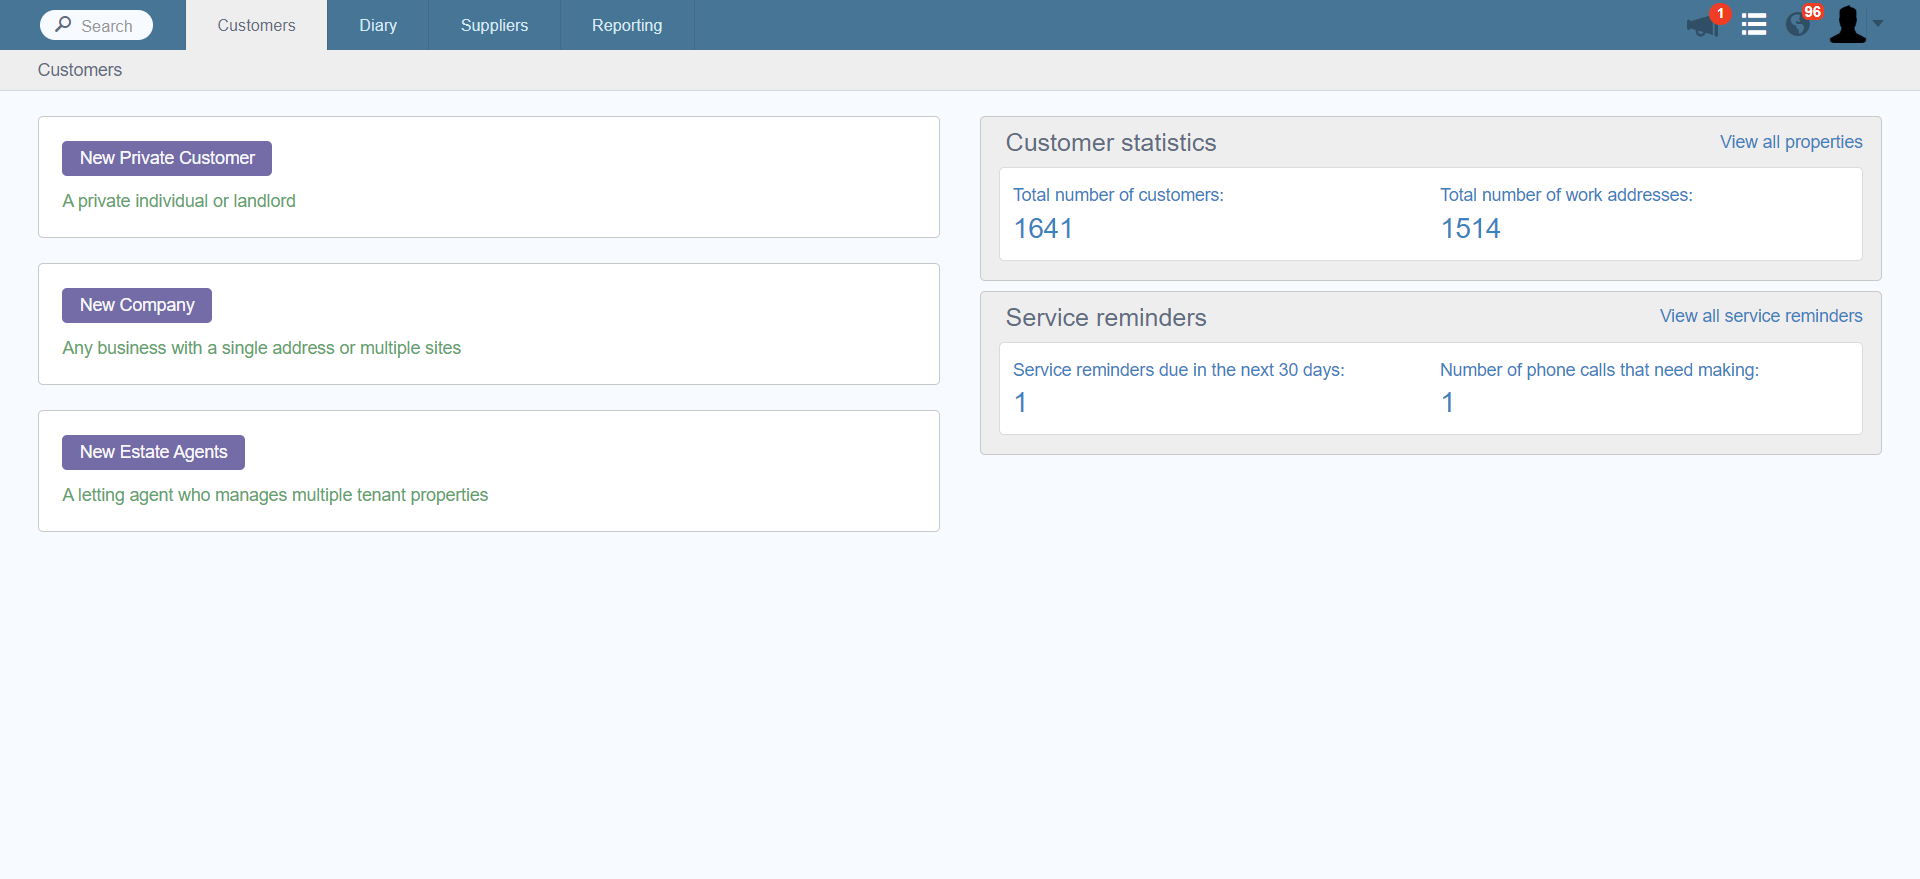 Search
Customers
Diary
Suppliers
Reporting
1
96
Customers
New Private Customer
A private individual or landlord
New Company
Any business with a single address or multiple sites
New Estate Agents
A letting agent who manages multiple tenant properties
Customer statistics
View all properties
Total number of customers:
1641
Total number of work addresses:
1514
Service reminders
View all service reminders
Service reminders due in the next 30 days:
1
Number of phone calls that need making:
1